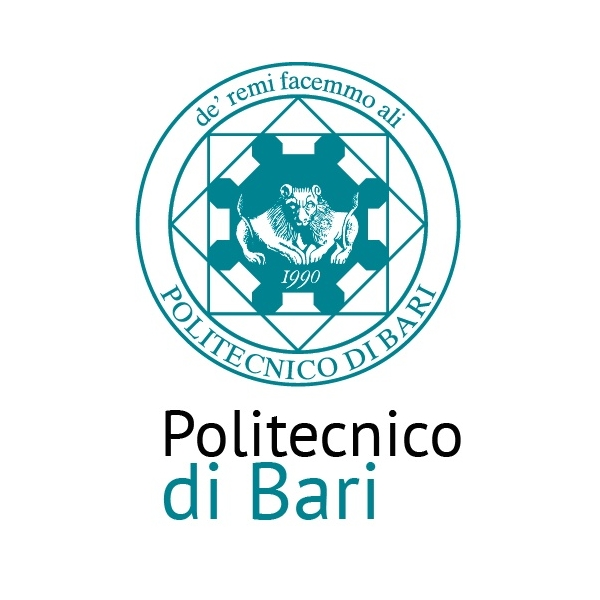 de' remi facemmo ali
1990
POLITECNICO DI BARI
Politecnico
di Bari